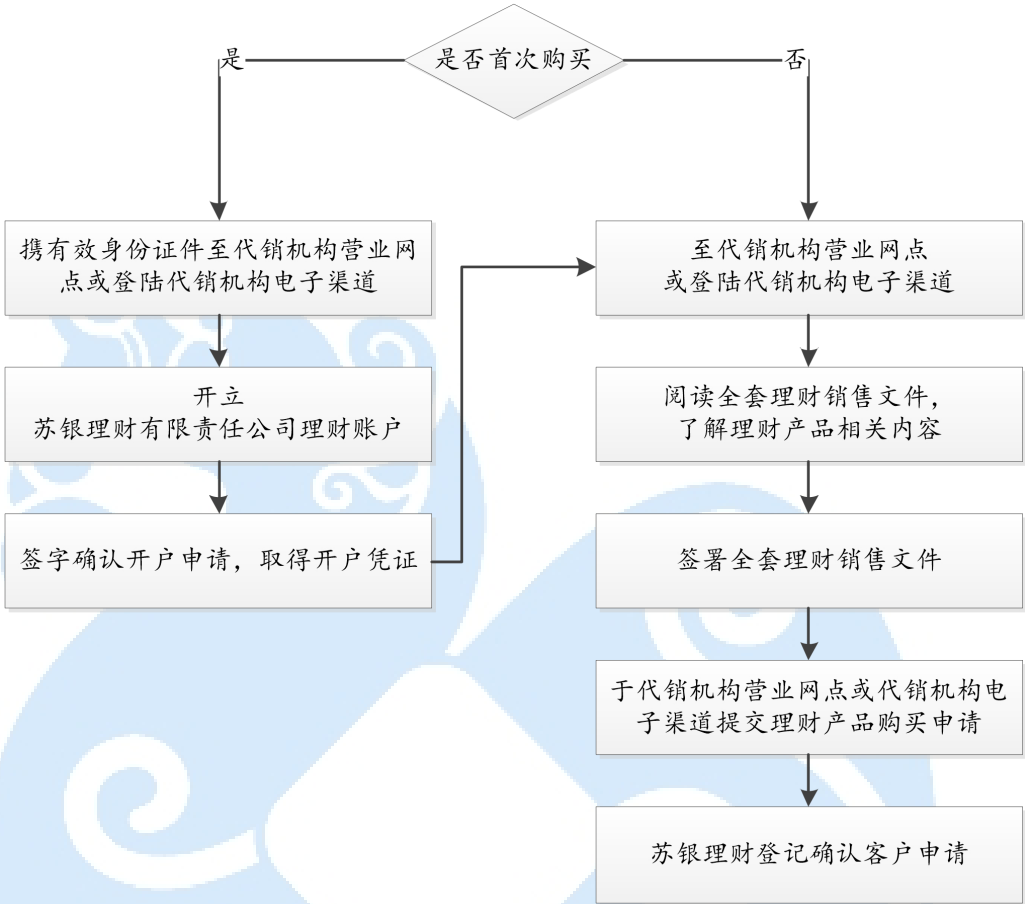 是否首次购买
是
否
携有效身份证件至代销机构营业网
点或登陆代销机构电子渠道
开立
苏银理财有限责任公司理财账户
签字确认开户申请，取得开户凭证
至代销机构营业网点
或登陆代销机构电子渠道
阅读全套理财销售文件，
了解理财产品相关内容
签署全套理财销售文件
于代销机构营业网点或代销机构电
子渠道提交理财产品购买申请
苏银理财登记确认客户申请